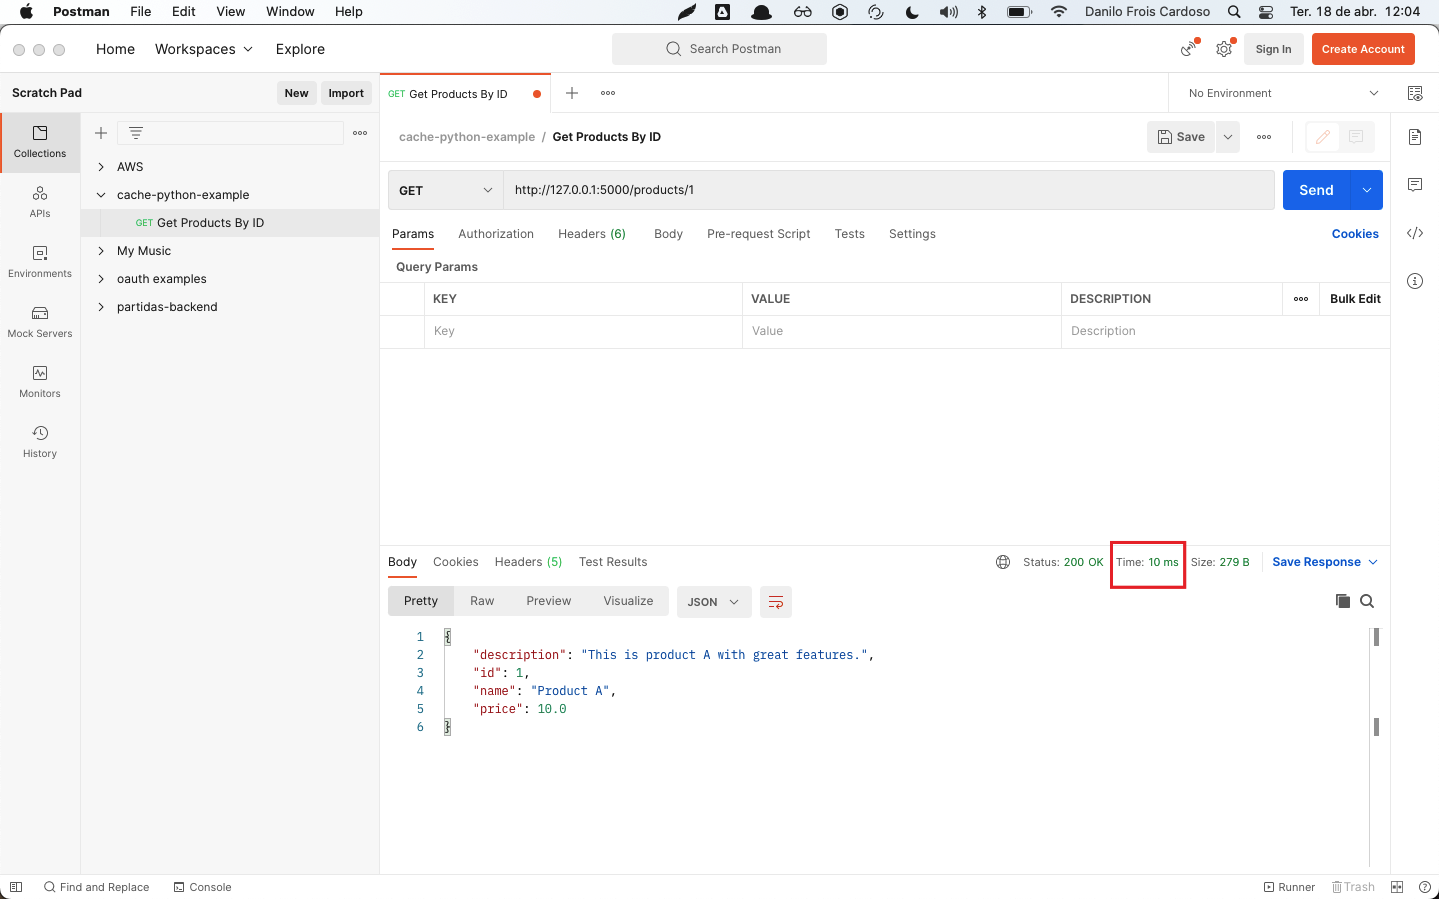 Postman File Edit View Window Help Danilo Frois Cardoso Ter. 18 de abr. 12:04
Home Workspaces Explore Search Postman Sign In Create Account
Scratch Pad New Import GET Get Products By ID No Environment
Collections
APIs
Environments
Mock Servers
Monitors
History
AWS
cache-python-example
GET Get Products By ID
My Music
oauth examples
partidas-backend
cache-python-example / Get Products By ID Save
GET http://127.0.0.1:5000/products/1 Send
Params Authorization Headers (6) Body Pre-request Script Tests Settings Cookies
Query Params
KEY VALUE DESCRIPTION Bulk Edit
Key Value Description
Body Cookies Headers (5) Test Results Status: 200 OK Time: 10 ms Size: 279 B Save Response
Pretty Raw Preview Visualize JSON
1 {
2 "description": "This is product A with great features.",
3 "id": 1,
4 "name": "Product A",
5 "price": 10.0
6 }
Find and Replace Console Runner Trash